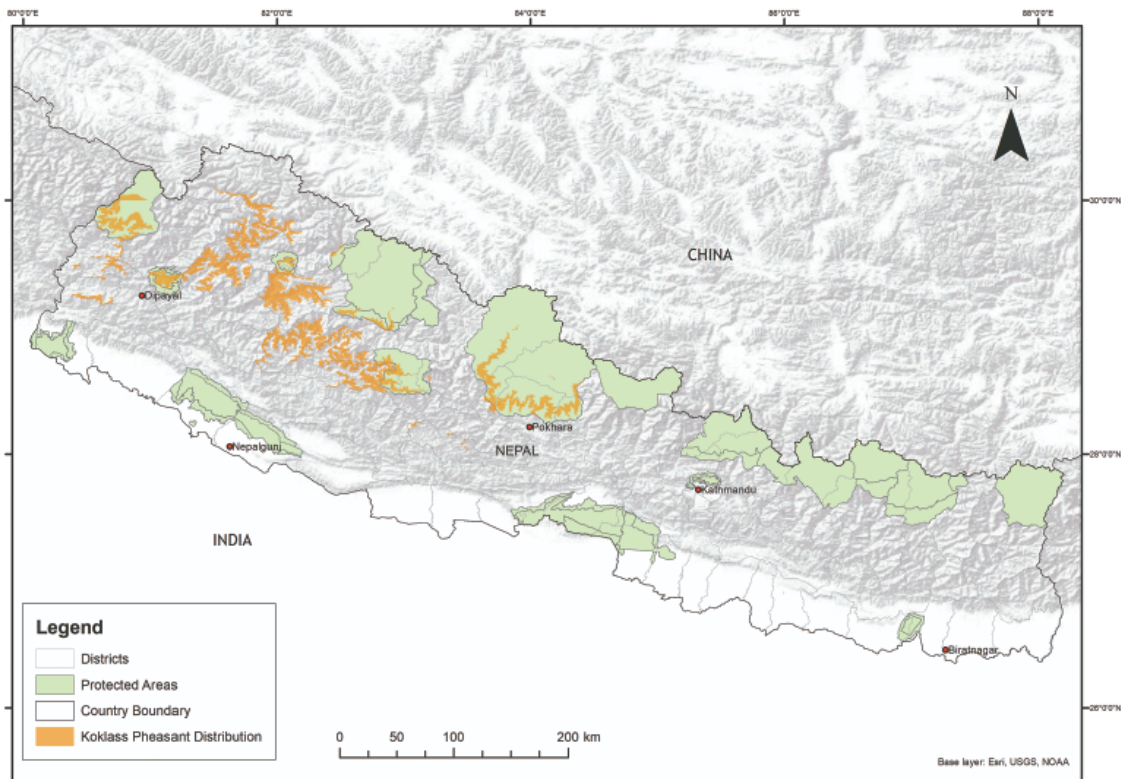 80°0'0"E 82°0'0"E 84°0'0"E 86°0'0"E 88°0'0"E
N
30°0'0"N
CHINA
Dipayal
Pokhara
NEPAL
Nepalgunj
28°0'0"N
Kathmandu
INDIA
Biratnagar
Legend
Districts
Protected Areas
Country Boundary
Koklass Pheasant Distribution
26°0'0"N
0 50 100 200 km
Base layer: Esri, USGS, NOAA